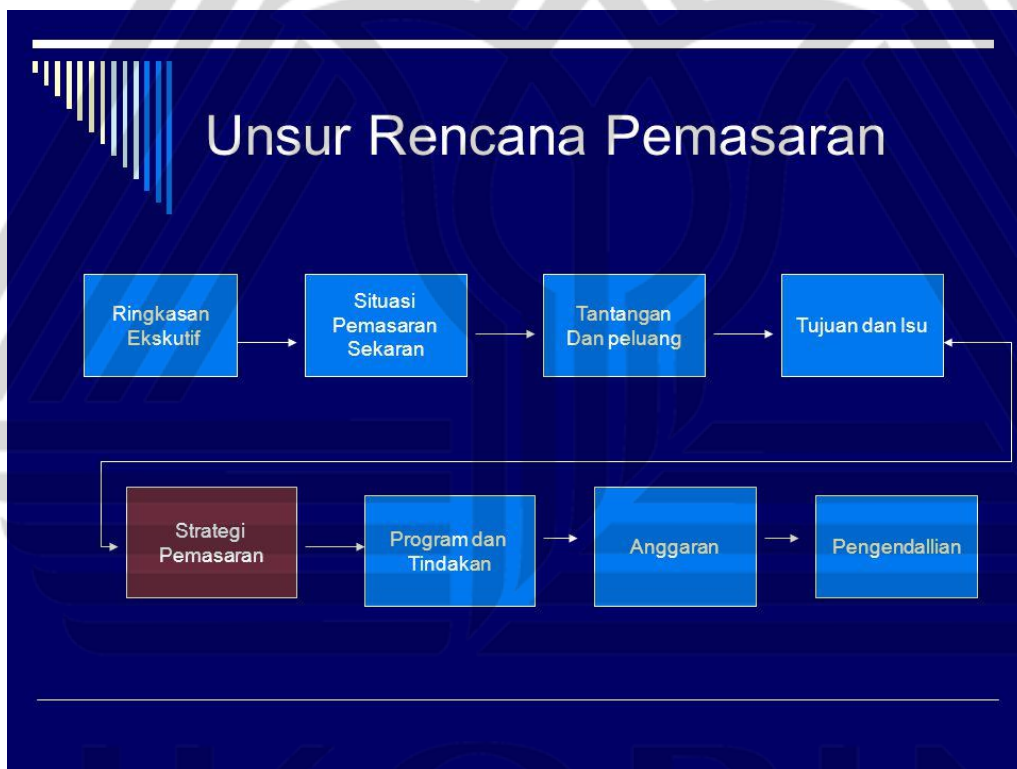 Unsur Rencana Pemasaran
Ringkasan
Ekskutif
Situasi
Pemasaran
Sekaran
Tantangan
Dan peluang
Tujuan dan Isu
Strategi
Pemasaran
Program dan
Tindakan
Anggaran
Pengendallian